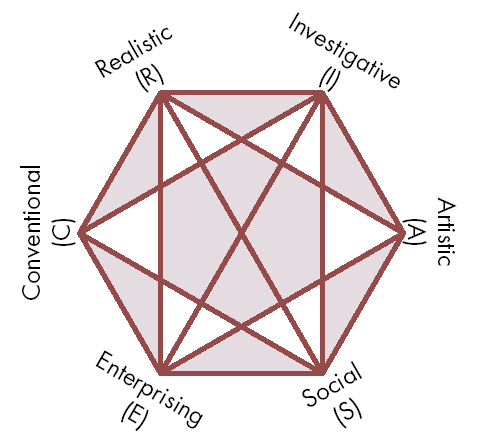 Realistic
(R)
Investigative
(I)
Conventional
(C)
Artistic
(A)
Enterprising
(E)
Social
(S)